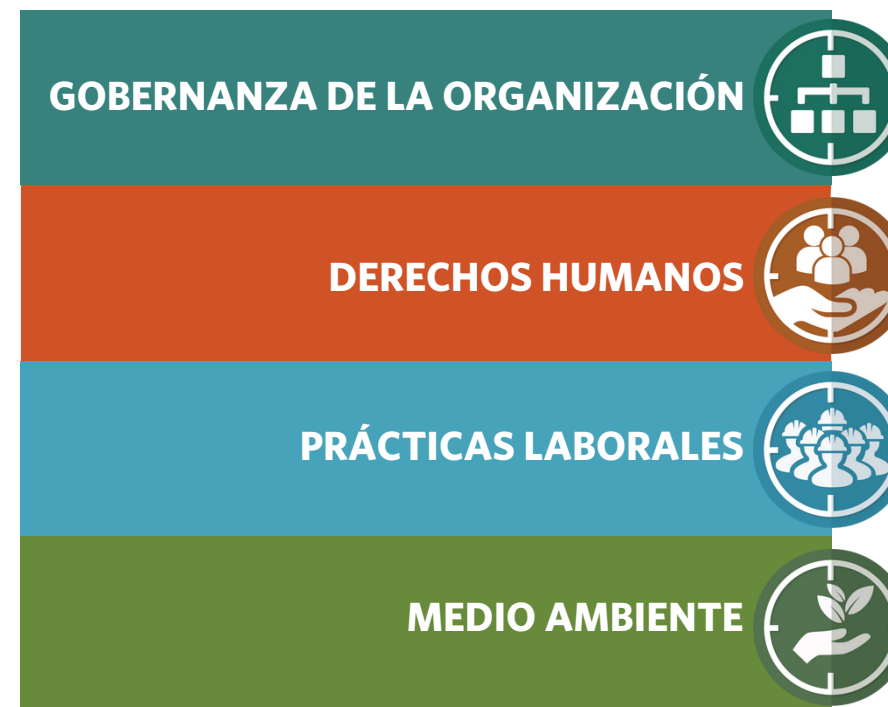 GOBERNANZA DE LA ORGANIZACIÓN
DERECHOS HUMANOS
PRÁCTICAS LABORALES
MEDIO AMBIENTE